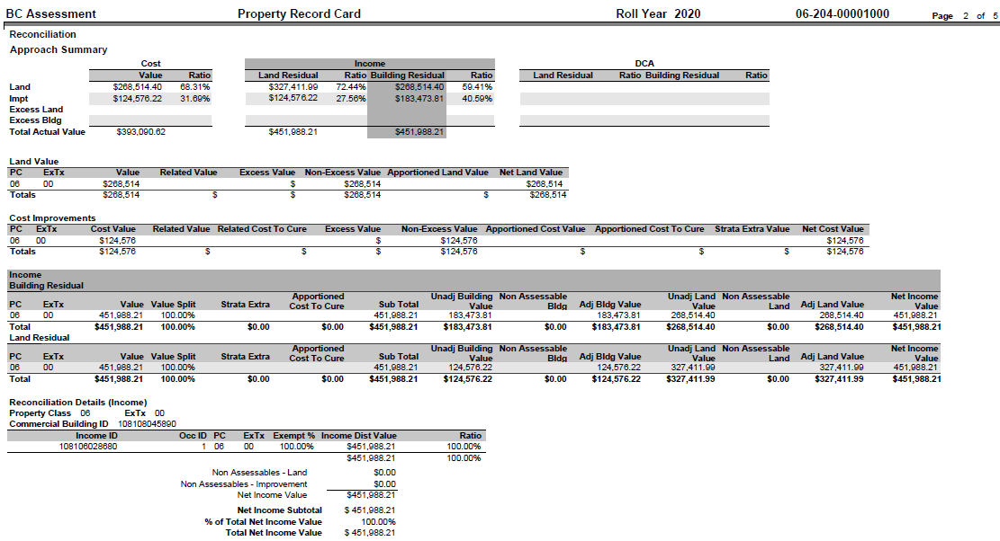 BC Assessment Property Record Card Roll Year 2020 06-204-00001000 Page 2 of 5
Reconciliation
Approach Summary
Cost Income DCA
Value Ratio Land Residual Ratio Building Residual Ratio Land Residual Ratio Building Residual Ratio
Land $268,514.40 68.31% $327,411.99 72.44% $268,514.40 59.41%
Impt $124,576.22 31.69% $124,576.22 27.56% $183,473.81 40.59%
Excess Land
Excess Bldg
Total Actual Value $393,090.62 $451,988.21 $451,988.21
Land Value
PC ExTx Value Related Value Excess Value Non-Excess Value Apportioned Land Value Net Land Value
06 00 $268,514 $ $268,514 $268,514
Totals $268,514 $ $ $268,514 $ $268,514
Cost Improvements
PC ExTx Cost Value Related Value Related Cost To Cure Excess Value Non-Excess Value Apportioned Cost Value Apportioned Cost To Cure Strata Extra Value Net Cost Value
06 00 $124,576 $ $124,576 $124,576
Totals $124,576 $ $ $ $124,576 $ $ $ $124,576
Income
Building Residual
Apportioned Unadj Building Non Assessable Unadj Land Non Assessable Net Income
PC ExTx Value Value Split Strata Extra Cost To Cure Sub Total Value Bldg Adj Bldg Value Value Land Adj Land Value Value
06 00 451,988.21 100.00% 451,988.21 183,473.81 183,473.81 268,514.40 268,514.40 451,988.21
Total $451,988.21 100.00% $0.00 $0.00 $451,988.21 $183,473.81 $0.00 $183,473.81 $268,514.40 $0.00 $268,514.40 $451,988.21
Land Residual
Apportioned Unadj Building Non Assessable Unadj Land Non Assessable Net Income
PC ExTx Value Value Split Strata Extra Cost To Cure Sub Total Value Bldg Adj Bldg Value Value Land Adj Land Value Value
06 00 451,988.21 100.00% 451,988.21 124,576.22 124,576.22 327,411.99 327,411.99 451,988.21
Total $451,988.21 100.00% $0.00 $0.00 $451,988.21 $124,576.22 $0.00 $124,576.22 $327,411.99 $0.00 $327,411.99 $451,988.21
Reconciliation Details (Income)
Property Class 06 ExTx 00
Commercial Building ID 108108045890
Income ID Occ ID PC ExTx Exempt % Income Dist Value Ratio
108106028680 1 06 00 100.00% $451,988.21 100.00%
$451,988.21 100.00%
Non Assessables - Land $0.00
Non Assessables - Improvement $0.00
Net Income Value $451,988.21
Net Income Subtotal $ 451,988.21
% of Total Net Income Value 100.00%
Total Net Income Value $ 451,988.21